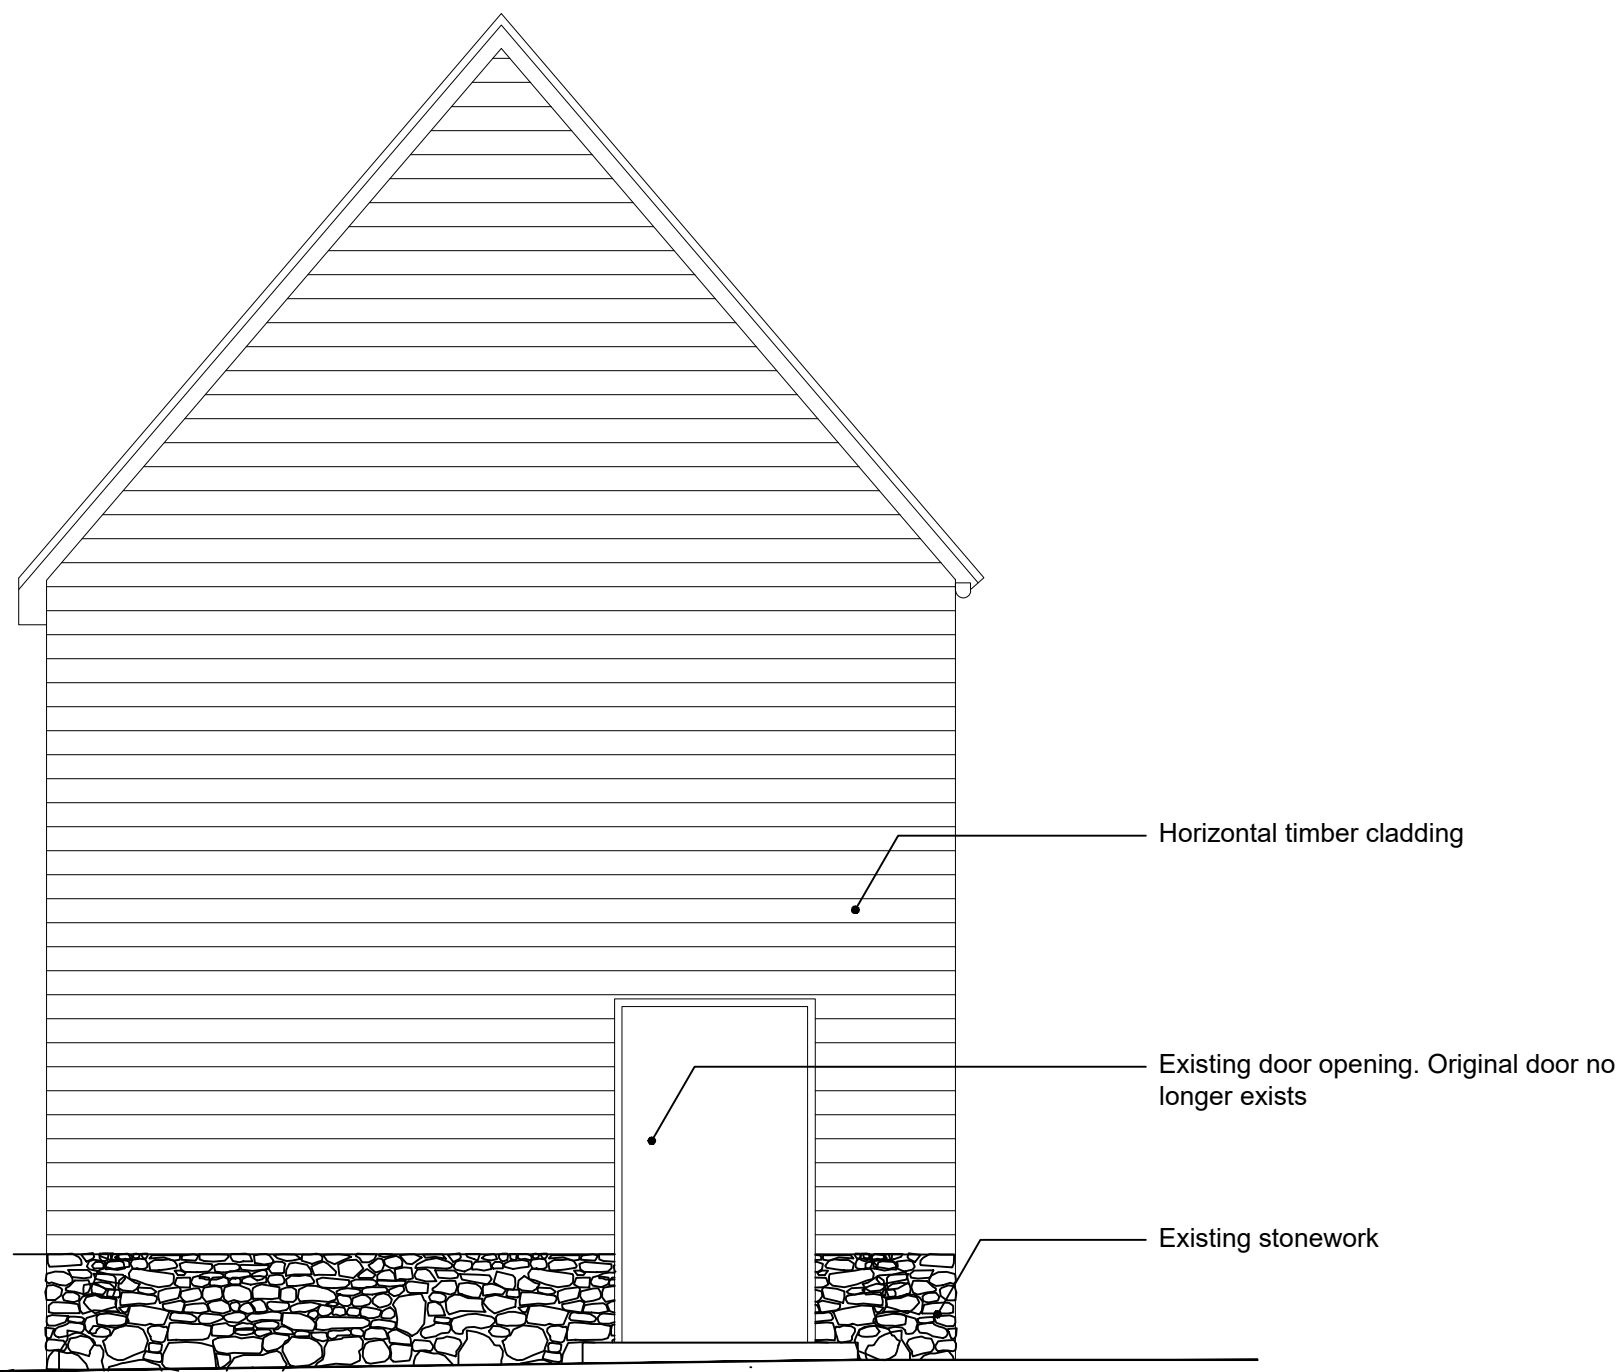 Horizontal timber cladding
Existing door opening. Original door no
longer exists
Existing stonework